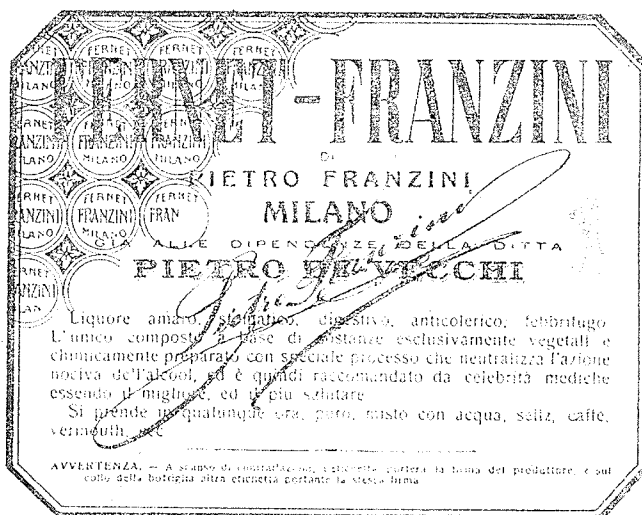 FERNET-FRANZINI
DI
PIETRO FRANZINI
MILANO
GIÀ ALLE DIPENDENZE DELLA DITTA
PIETRO DE VECCHI
Liquore amaro, stomatico, digestivo, anticolerico, febbrifugo.
L'unico composto a base di sostanze esclusivamente vegetali e
chimicamente preparato con speciale processo che neutralizza l'azione
nociva dell'alcool, ed è quindi raccomandato da celebrità mediche
essendo il migliore, ed il più salutare
Si prende in qualunque ora, puro, misto con acqua, seltz, caffè,
vermouth, ecc
AVVERTENZA. — A scanso di contraffazioni, l'etichetta porterà la firma del produttore, e sul
collo della bottiglia altra etichetta portante la stessa firma
FERNET
FRANZINI
MILANO